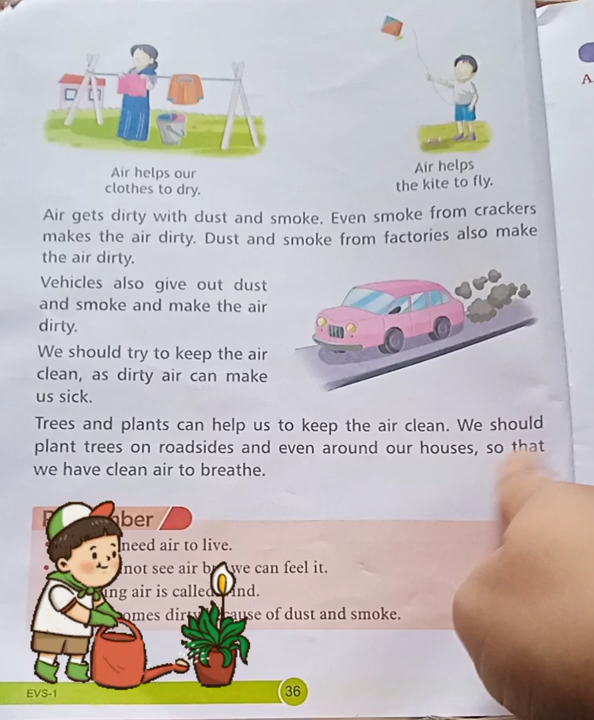 Air helps our
clothes to dry.
Air helps
the kite to fly.
Air gets dirty with dust and smoke. Even smoke from crackers
makes the air dirty. Dust and smoke from factories also make
the air dirty.
Vehicles also give out dust
and smoke and make the air
dirty.
We should try to keep the air
clean, as dirty air can make
us sick.
Trees and plants can help us to keep the air clean. We should
plant trees on roadsides and even around our houses, so that
we have clean air to breathe.
need air to live.
not see air we can feel it.
air is called
of dust and smoke.
EVS-1
36
A